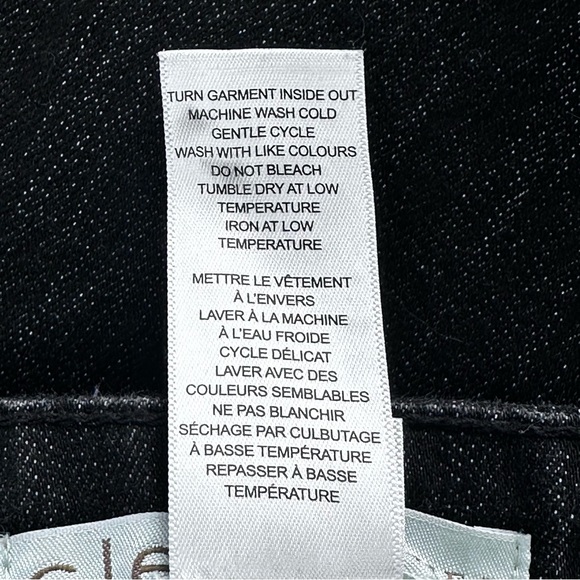 TURN GARMENT INSIDE OUT
MACHINE WASH COLD
GENTLE CYCLE
WASH WITH LIKE COLOURS
DO NOT BLEACH
TUMBLE DRY AT LOW
TEMPERATURE
IRON AT LOW
TEMPERATURE
METTRE LE VÊTEMENT
À L'ENVERS
LAVER À LA MACHINE
À L'EAU FROIDE
CYCLE DÉLICAT
LAVER AVEC DES
COULEURS SEMBLABLES
NE PAS BLANCHIR
SÉCHAGE PAR CULBUTAGE
À BASSE TEMPÉRATURE
REPASSER À BASSE
TEMPÉRATURE